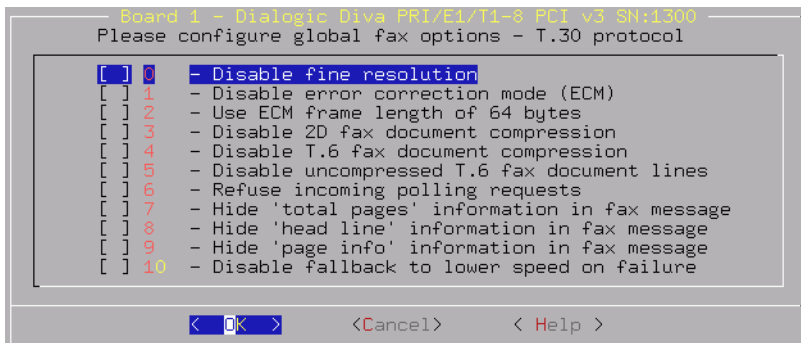 Board 1 - Dialogic Diva PRI/E1/T1-8 PCI v3 SN:1300
Please configure global fax options - T.30 protocol
[ ] 0 - Disable fine resolution
[ ] 1 - Disable error correction mode (ECM)
[ ] 2 - Use ECM frame length of 64 bytes
[ ] 3 - Disable 2D fax document compression
[ ] 4 - Disable T.6 fax document compression
[ ] 5 - Disable uncompressed T.6 fax document lines
[ ] 6 - Refuse incoming polling requests
[ ] 7 - Hide 'total pages' information in fax message
[ ] 8 - Hide 'head line' information in fax message
[ ] 9 - Hide 'page info' information in fax message
[ ] 10 - Disable fallback to lower speed on failure
< OK > <Cancel> < Help >